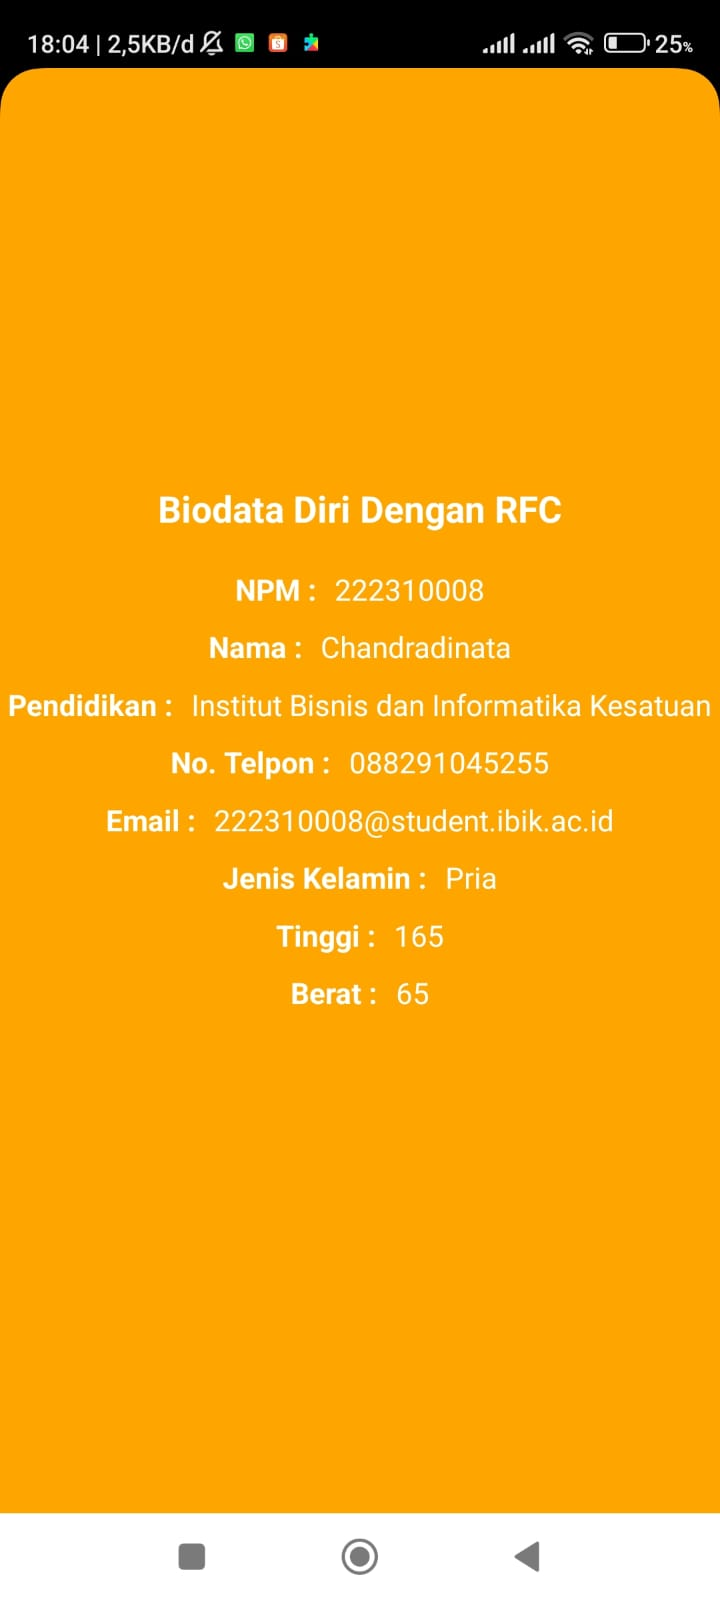 18:04 | 2,5KB/d 25%
Biodata Diri Dengan RFC
NPM : 222310008
Nama : Chandradinata
Pendidikan : Institut Bisnis dan Informatika Kesatuan
No. Telpon : 088291045255
Email : 222310008@student.ibik.ac.id
Jenis Kelamin : Pria
Tinggi : 165
Berat : 65